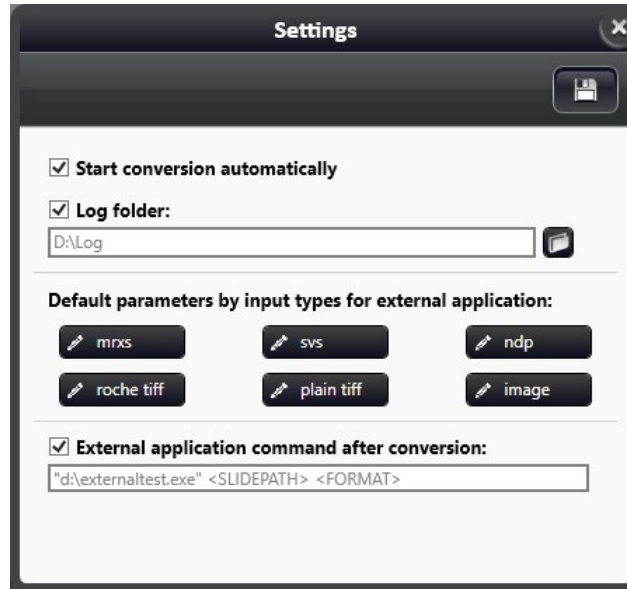 Settings
Start conversion automatically
Log folder:
D:\Log
Default parameters by input types for external application:
mrxs svs ndp
roche tiff plain tiff image
External application command after conversion:
"d:\externaltest.exe" <SLIDEPATH> <FORMAT>